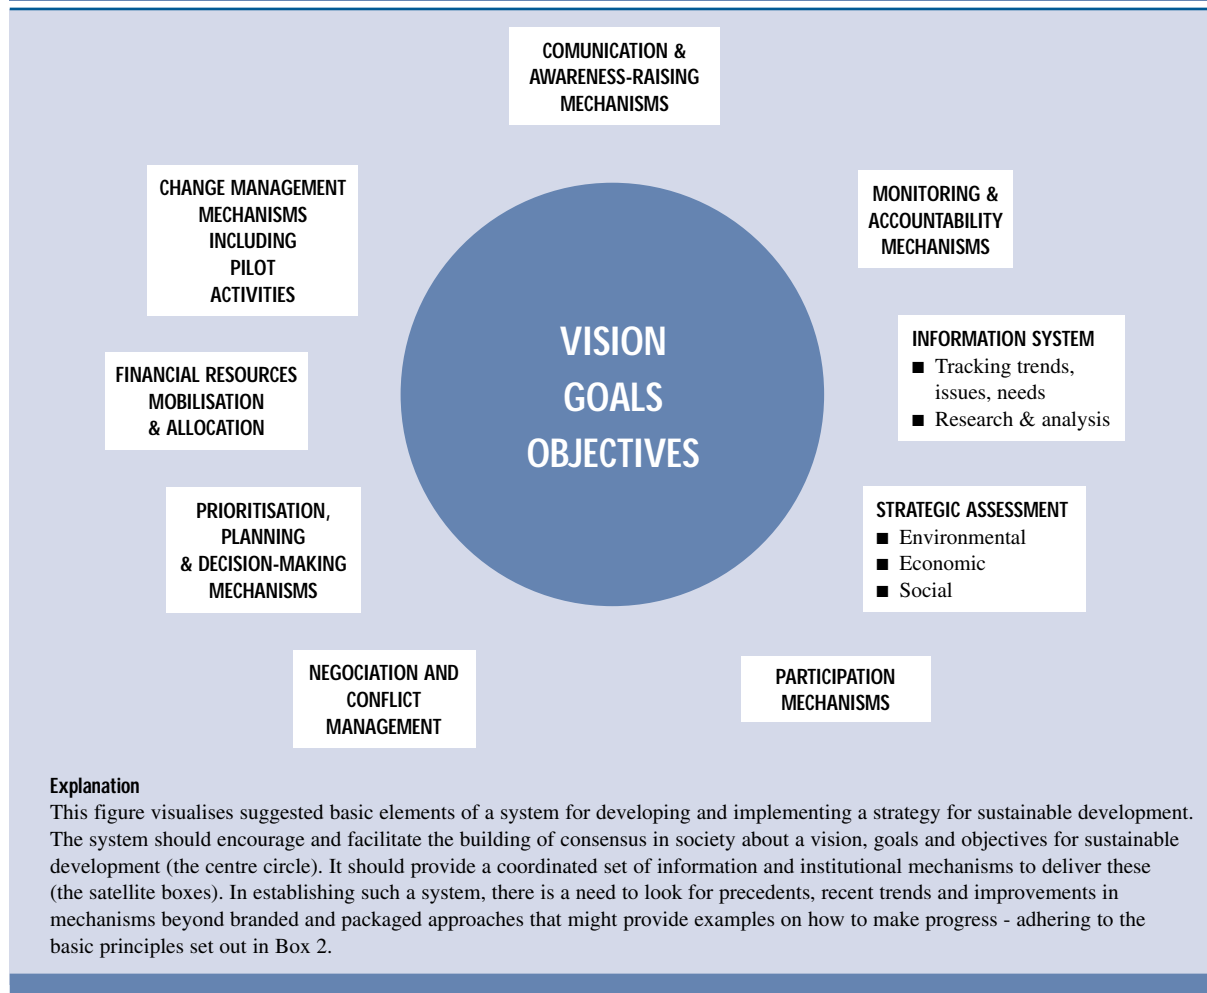 COMUNICATION &
AWARENESS-RAISING
MECHANISMS
CHANGE MANAGEMENT
MECHANISMS
INCLUDING
PILOT
ACTIVITIES
MONITORING &
ACCOUNTABILITY
MECHANISMS
FINANCIAL RESOURCES
MOBILISATION
& ALLOCATION
VISION
GOALS
OBJECTIVES
INFORMATION SYSTEM
■ Tracking trends,
issues, needs
■ Research & analysis
PRIORITISATION,
PLANNING
& DECISION-MAKING
MECHANISMS
STRATEGIC ASSESSMENT
■ Environmental
■ Economic
■ Social
NEGOCIATION AND
CONFLICT
MANAGEMENT
PARTICIPATION
MECHANISMS
Explanation
This figure visualises suggested basic elements of a system for developing and implementing a strategy for sustainable development.
The system should encourage and facilitate the building of consensus in society about a vision, goals and objectives for sustainable
development (the centre circle). It should provide a coordinated set of information and institutional mechanisms to deliver these
(the satellite boxes). In establishing such a system, there is a need to look for precedents, recent trends and improvements in
mechanisms beyond branded and packaged approaches that might provide examples on how to make progress - adhering to the
basic principles set out in Box 2.